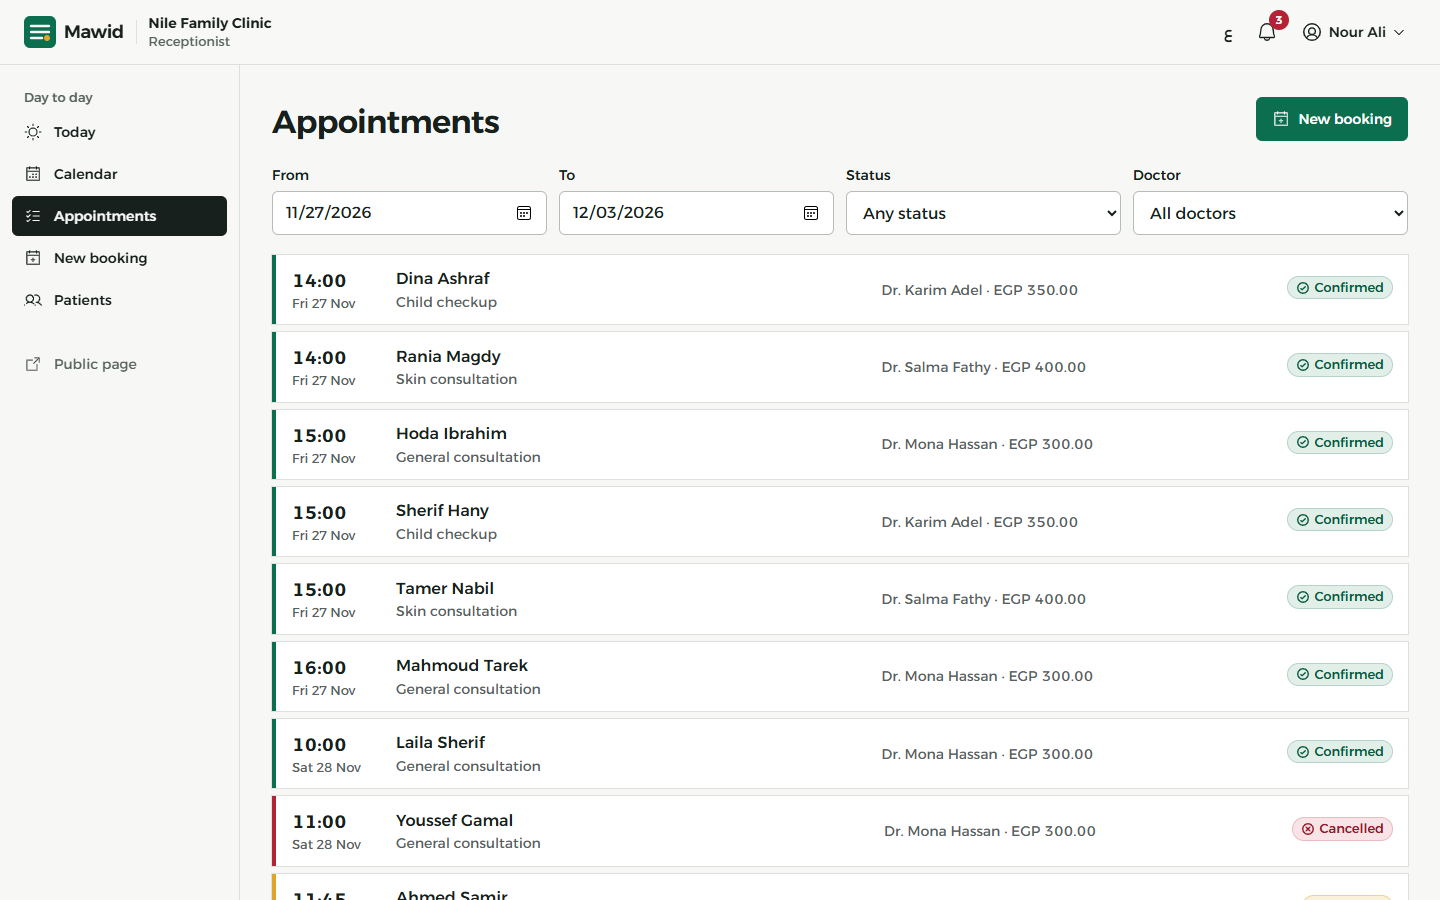 Mawid
Nile Family Clinic
Receptionist
ع
3
Nour Ali
Day to day
Today
Calendar
Appointments
New booking
Patients
Public page
Appointments
New booking
From
To
Status
Doctor
11/27/2026
12/03/2026
Any status
All doctors
14:00
Fri 27 Nov
Dina Ashraf
Child checkup
Dr. Karim Adel · EGP 350.00
Confirmed
14:00
Fri 27 Nov
Rania Magdy
Skin consultation
Dr. Salma Fathy · EGP 400.00
Confirmed
15:00
Fri 27 Nov
Hoda Ibrahim
General consultation
Dr. Mona Hassan · EGP 300.00
Confirmed
15:00
Fri 27 Nov
Sherif Hany
Child checkup
Dr. Karim Adel · EGP 350.00
Confirmed
15:00
Fri 27 Nov
Tamer Nabil
Skin consultation
Dr. Salma Fathy · EGP 400.00
Confirmed
16:00
Fri 27 Nov
Mahmoud Tarek
General consultation
Dr. Mona Hassan · EGP 300.00
Confirmed
10:00
Sat 28 Nov
Laila Sherif
General consultation
Dr. Mona Hassan · EGP 300.00
Confirmed
11:00
Sat 28 Nov
Youssef Gamal
General consultation
Dr. Mona Hassan · EGP 300.00
Cancelled
11:45
Ahmed Samir